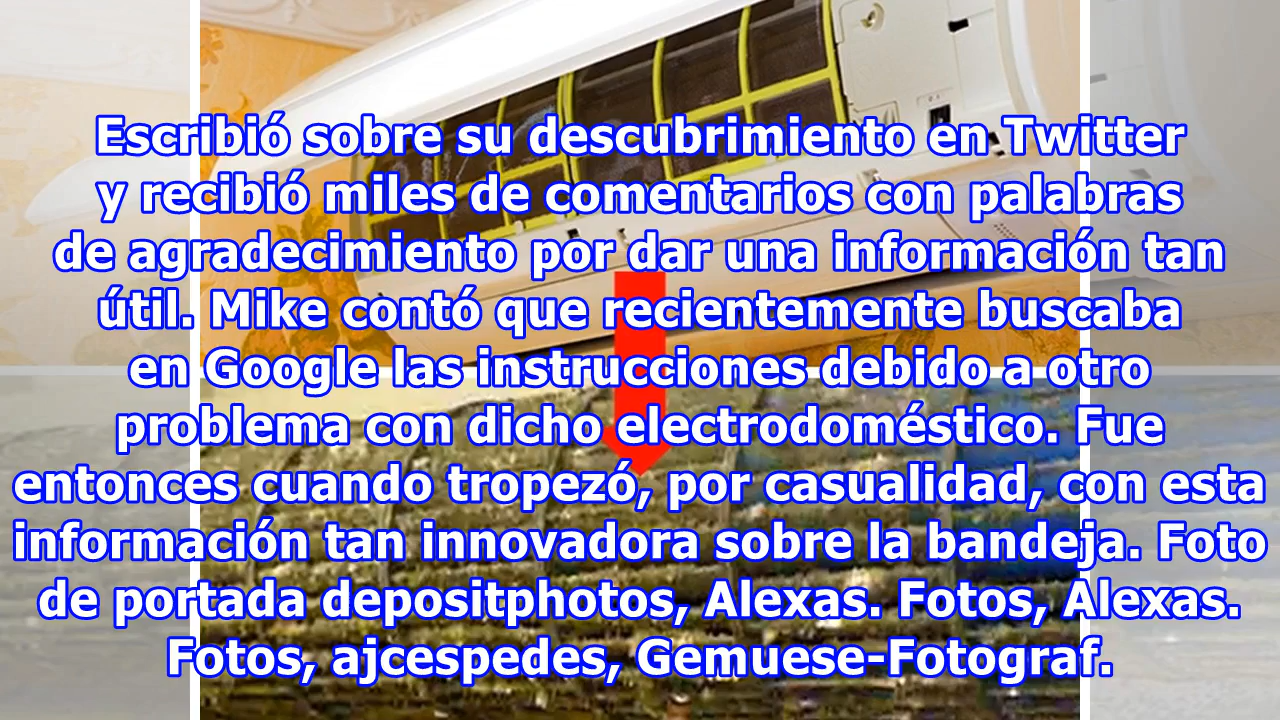 Escribió sobre su descubrimiento en Twitter
y recibió miles de comentarios con palabras
de agradecimiento por dar una información tan
útil. Mike contó que recientemente buscaba
en Google las instrucciones debido a otro
problema con dicho electrodoméstico. Fue
entonces cuando tropezó, por casualidad, con esta
información tan innovadora sobre la bandeja. Foto
de portada depositphotos, Alexas. Fotos, Alexas.
Fotos, ajcespedes, Gemuese-Fotograf.